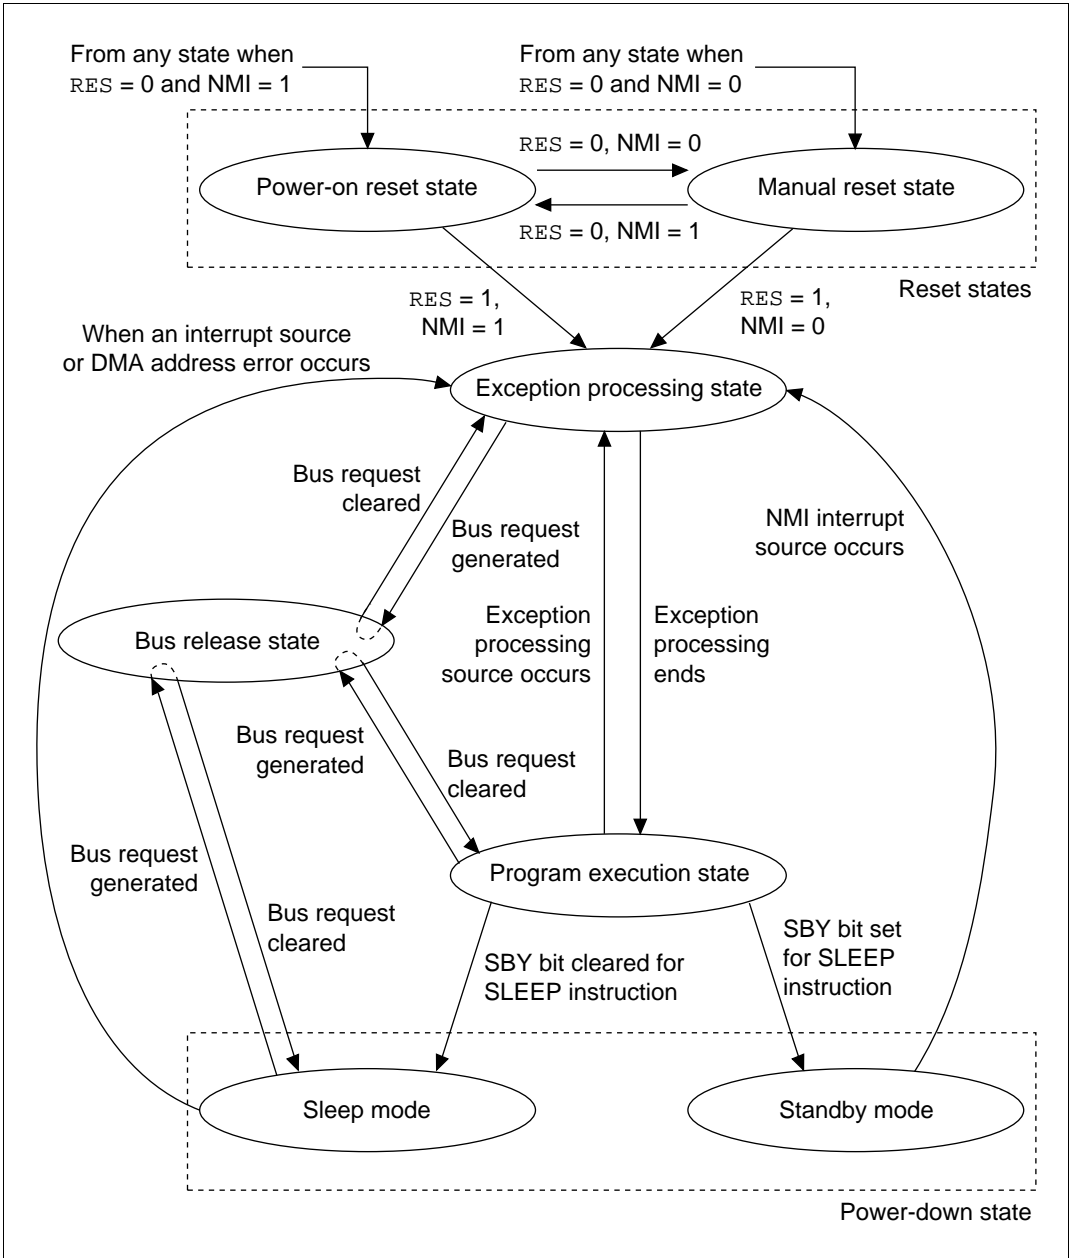 From any state when
RES = 0 and NMI = 1
From any state when
RES = 0 and NMI = 0
RES = 0, NMI = 0
Power-on reset state
Manual reset state
RES = 0, NMI = 1
Reset states
RES = 1,
NMI = 1
RES = 1,
NMI = 0
When an interrupt source
or DMA address error occurs
Exception processing state
Bus request
cleared
Bus request
generated
NMI interrupt
source occurs
Exception
processing
source occurs
Exception
processing
ends
Bus release state
Bus request
generated
Bus request
cleared
Bus request
generated
Bus request
cleared
Program execution state
SBY bit cleared for
SLEEP instruction
SBY bit set
for SLEEP
instruction
Sleep mode
Standby mode
Power-down state